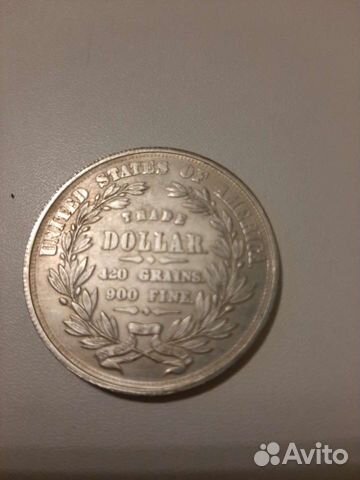 UNITED STATES OF AMERICA
TRADE
DOLLAR.
420 GRAINS.
900 FINE.
Avito